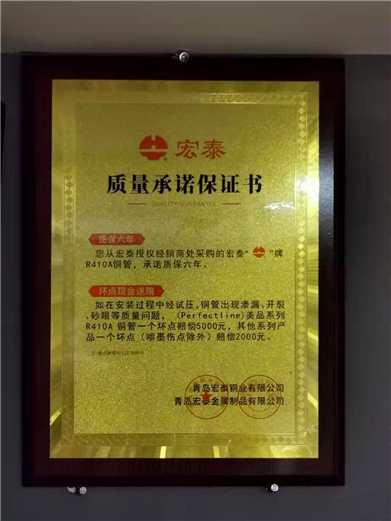 宏泰
质量承诺保证书
QUALITY GUARANTEE
质保六年
您从宏泰授权经销商处采购的宏泰“ ”牌
R410A铜管，承诺质保六年。
坏点现金速赔
如在安装过程中经试压，铜管出现渗漏、开裂
、砂眼等质量问题，（Perfectline）美品系列
R410A 铜管一个坏点赔偿5000元，其他系列产
品一个坏点（喷墨伤点除外）赔偿2000元。
青岛宏泰铜业有限公司
青岛宏泰金属制品有限公司